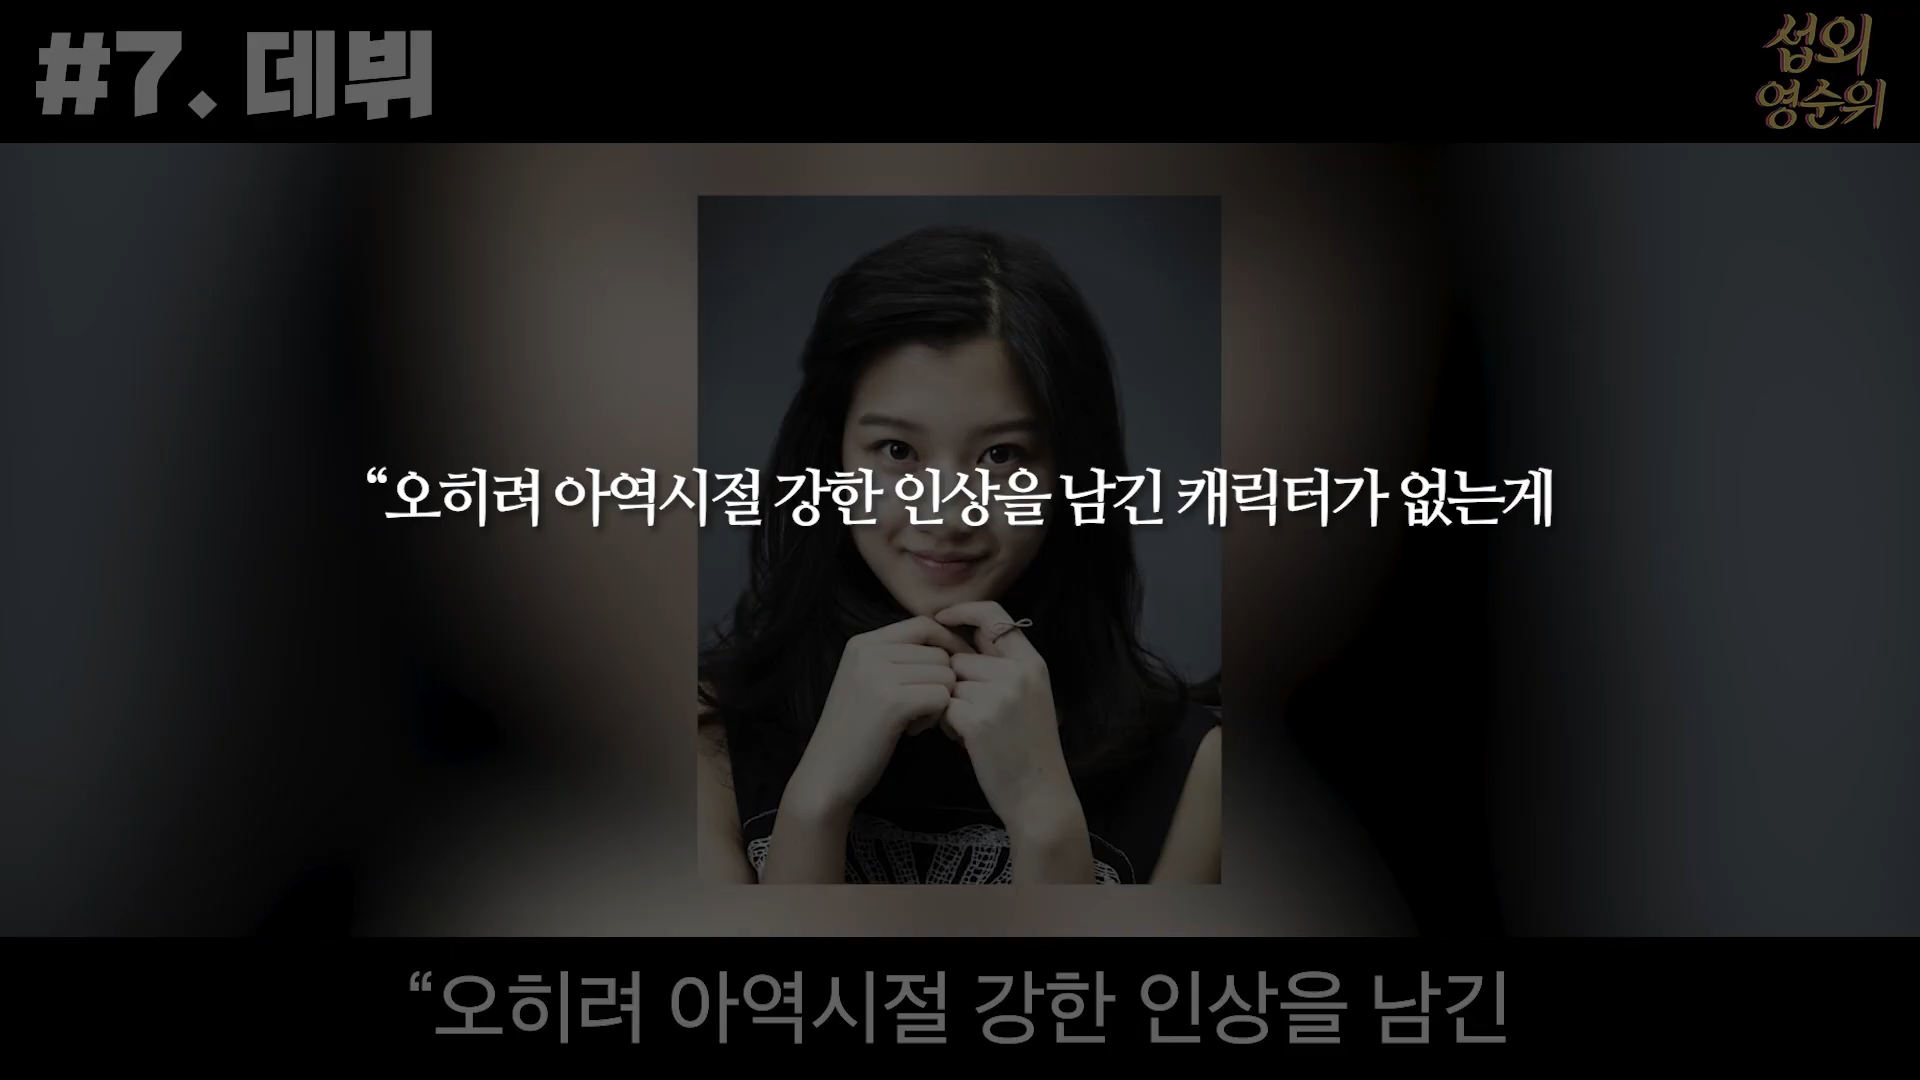 #7. 데뷔
섭외
영순위
“오히려 아역시절 강한 인상을 남긴 캐릭터가 없는게
“오히려 아역시절 강한 인상을 남긴